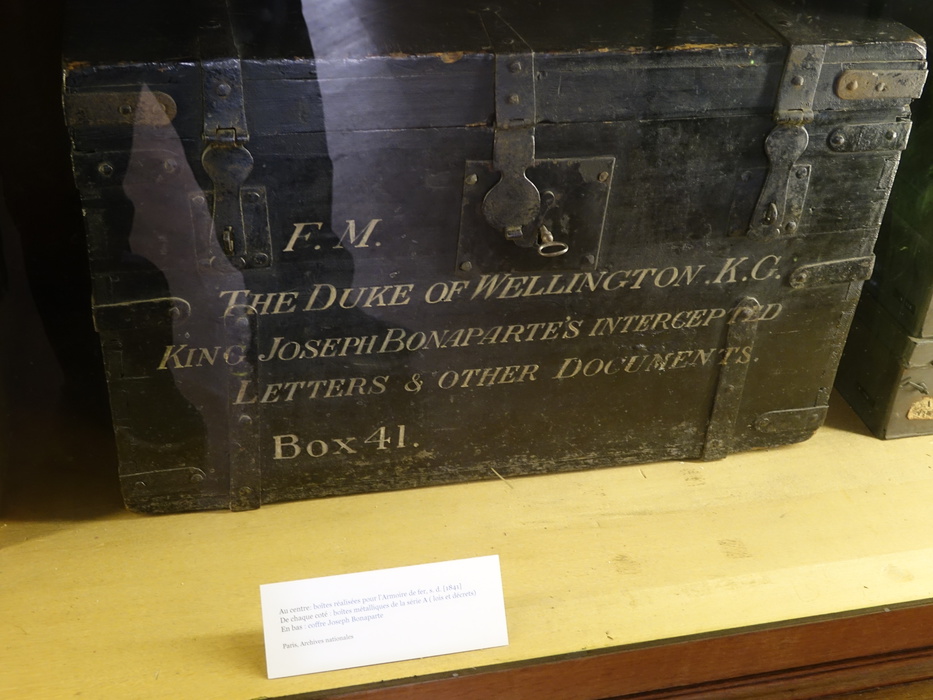 F. M.
THE DUKE OF WELLINGTON. K.G.
KING JOSEPH BONAPARTE'S INTERCEPTED
LETTERS & OTHER DOCUMENTS.
Box 41.
Au centre: boîtes réalisées pour l'Armoire de fer, s. d. [1841]
De chaque coté : boîtes métalliques de la série A ( lois et décrets)
En bas : coffre Joseph Bonaparte
Paris, Archives nationales